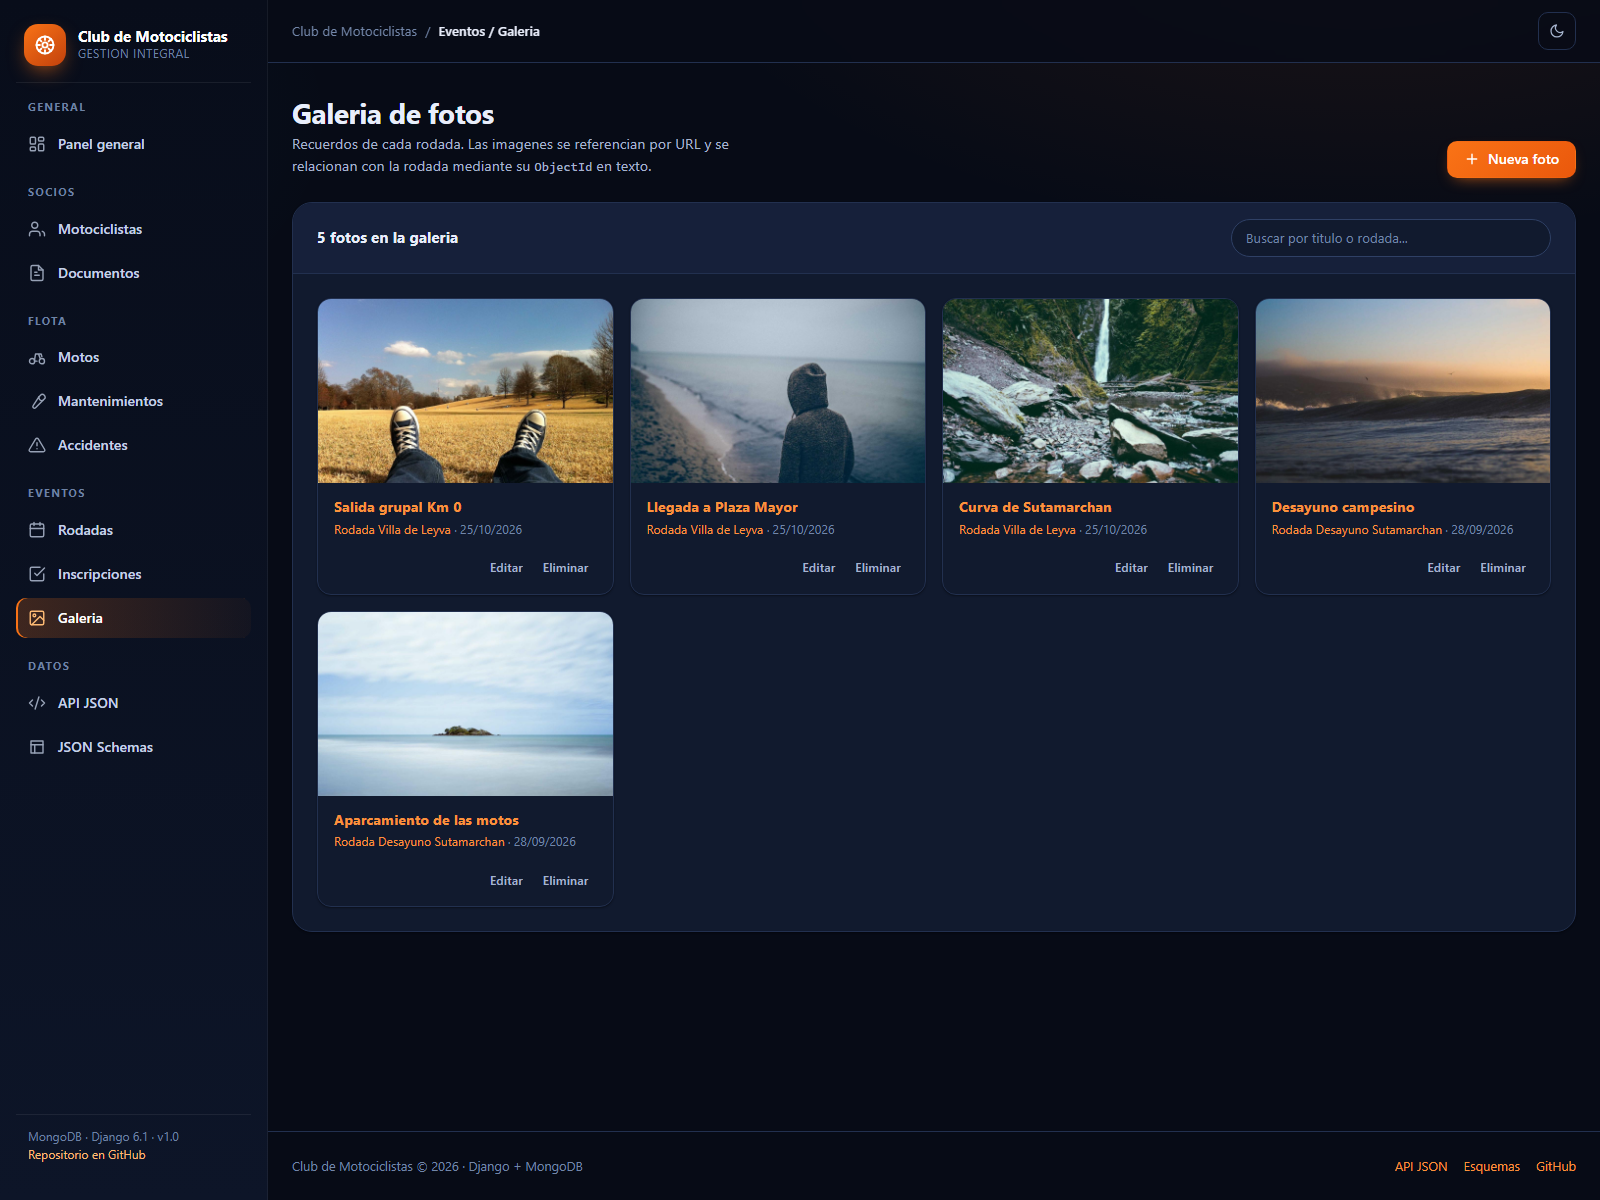 Club de Motociclistas
GESTION INTEGRAL
GENERAL
Panel general
SOCIOS
Motociclistas
Documentos
FLOTA
Motos
Mantenimientos
Accidentes
EVENTOS
Rodadas
Inscripciones
Galeria
DATOS
API JSON
JSON Schemas
MongoDB · Django 6.1 · v1.0
Repositorio en GitHub
Club de Motociclistas / Eventos / Galeria
Galeria de fotos
Recuerdos de cada rodada. Las imagenes se referencian por URL y se
relacionan con la rodada mediante su ObjectId en texto.
Nueva foto
5 fotos en la galeria
Buscar por titulo o rodada...
Salida grupal Km 0
Rodada Villa de Leyva · 25/10/2026
Editar Eliminar
Llegada a Plaza Mayor
Rodada Villa de Leyva · 25/10/2026
Editar Eliminar
Curva de Sutamarchan
Rodada Villa de Leyva · 25/10/2026
Editar Eliminar
Desayuno campesino
Rodada Desayuno Sutamarchan · 28/09/2026
Editar Eliminar
Aparcamiento de las motos
Rodada Desayuno Sutamarchan · 28/09/2026
Editar Eliminar
Club de Motociclistas © 2026 · Django + MongoDB
API JSON Esquemas GitHub